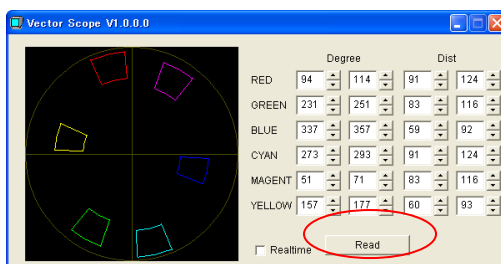 Vector Scope V1.0.0.0
Degree Dist
RED 94 114 91 124
GREEN 231 251 83 116
BLUE 337 357 59 92
CYAN 273 293 91 124
MAGENT 51 71 83 116
YELLOW 157 177 60 93
Realtime Read